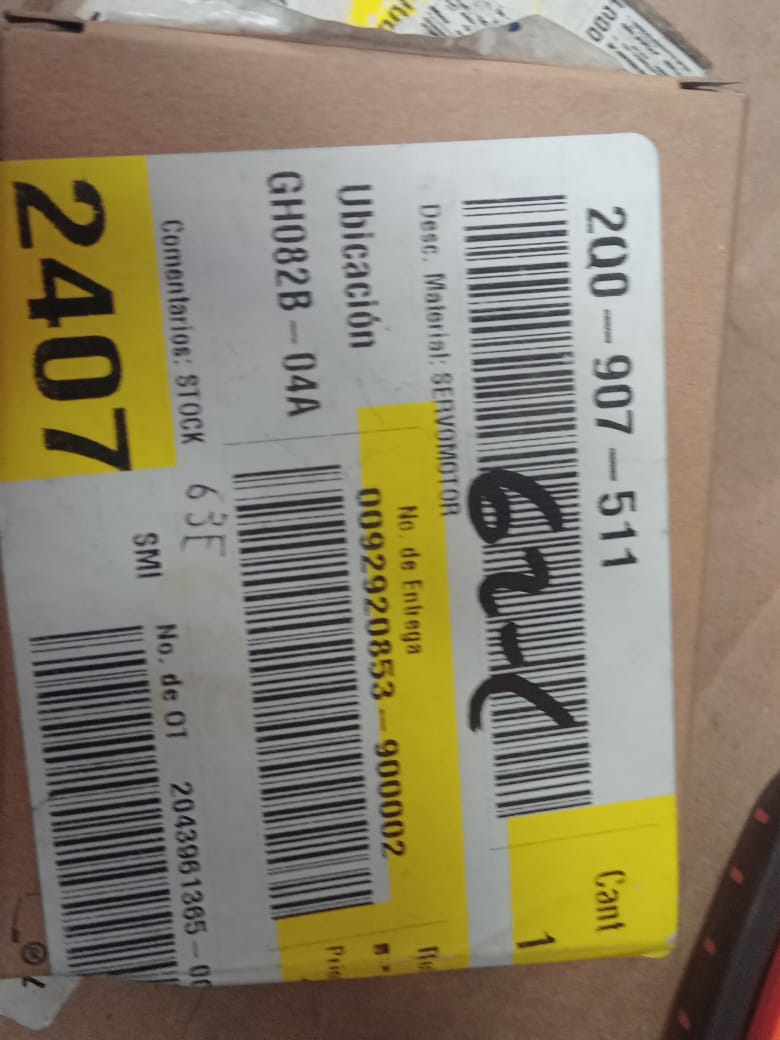 2Q0-907-511
Cant
1
Desc. Material: SERVOMOTOR
No. de Entrega
Ubicación
0092920853-900002
GH082B-04A
Comentarios: STOCK
63E
SMI
No. de OT 2043961365-0
2407